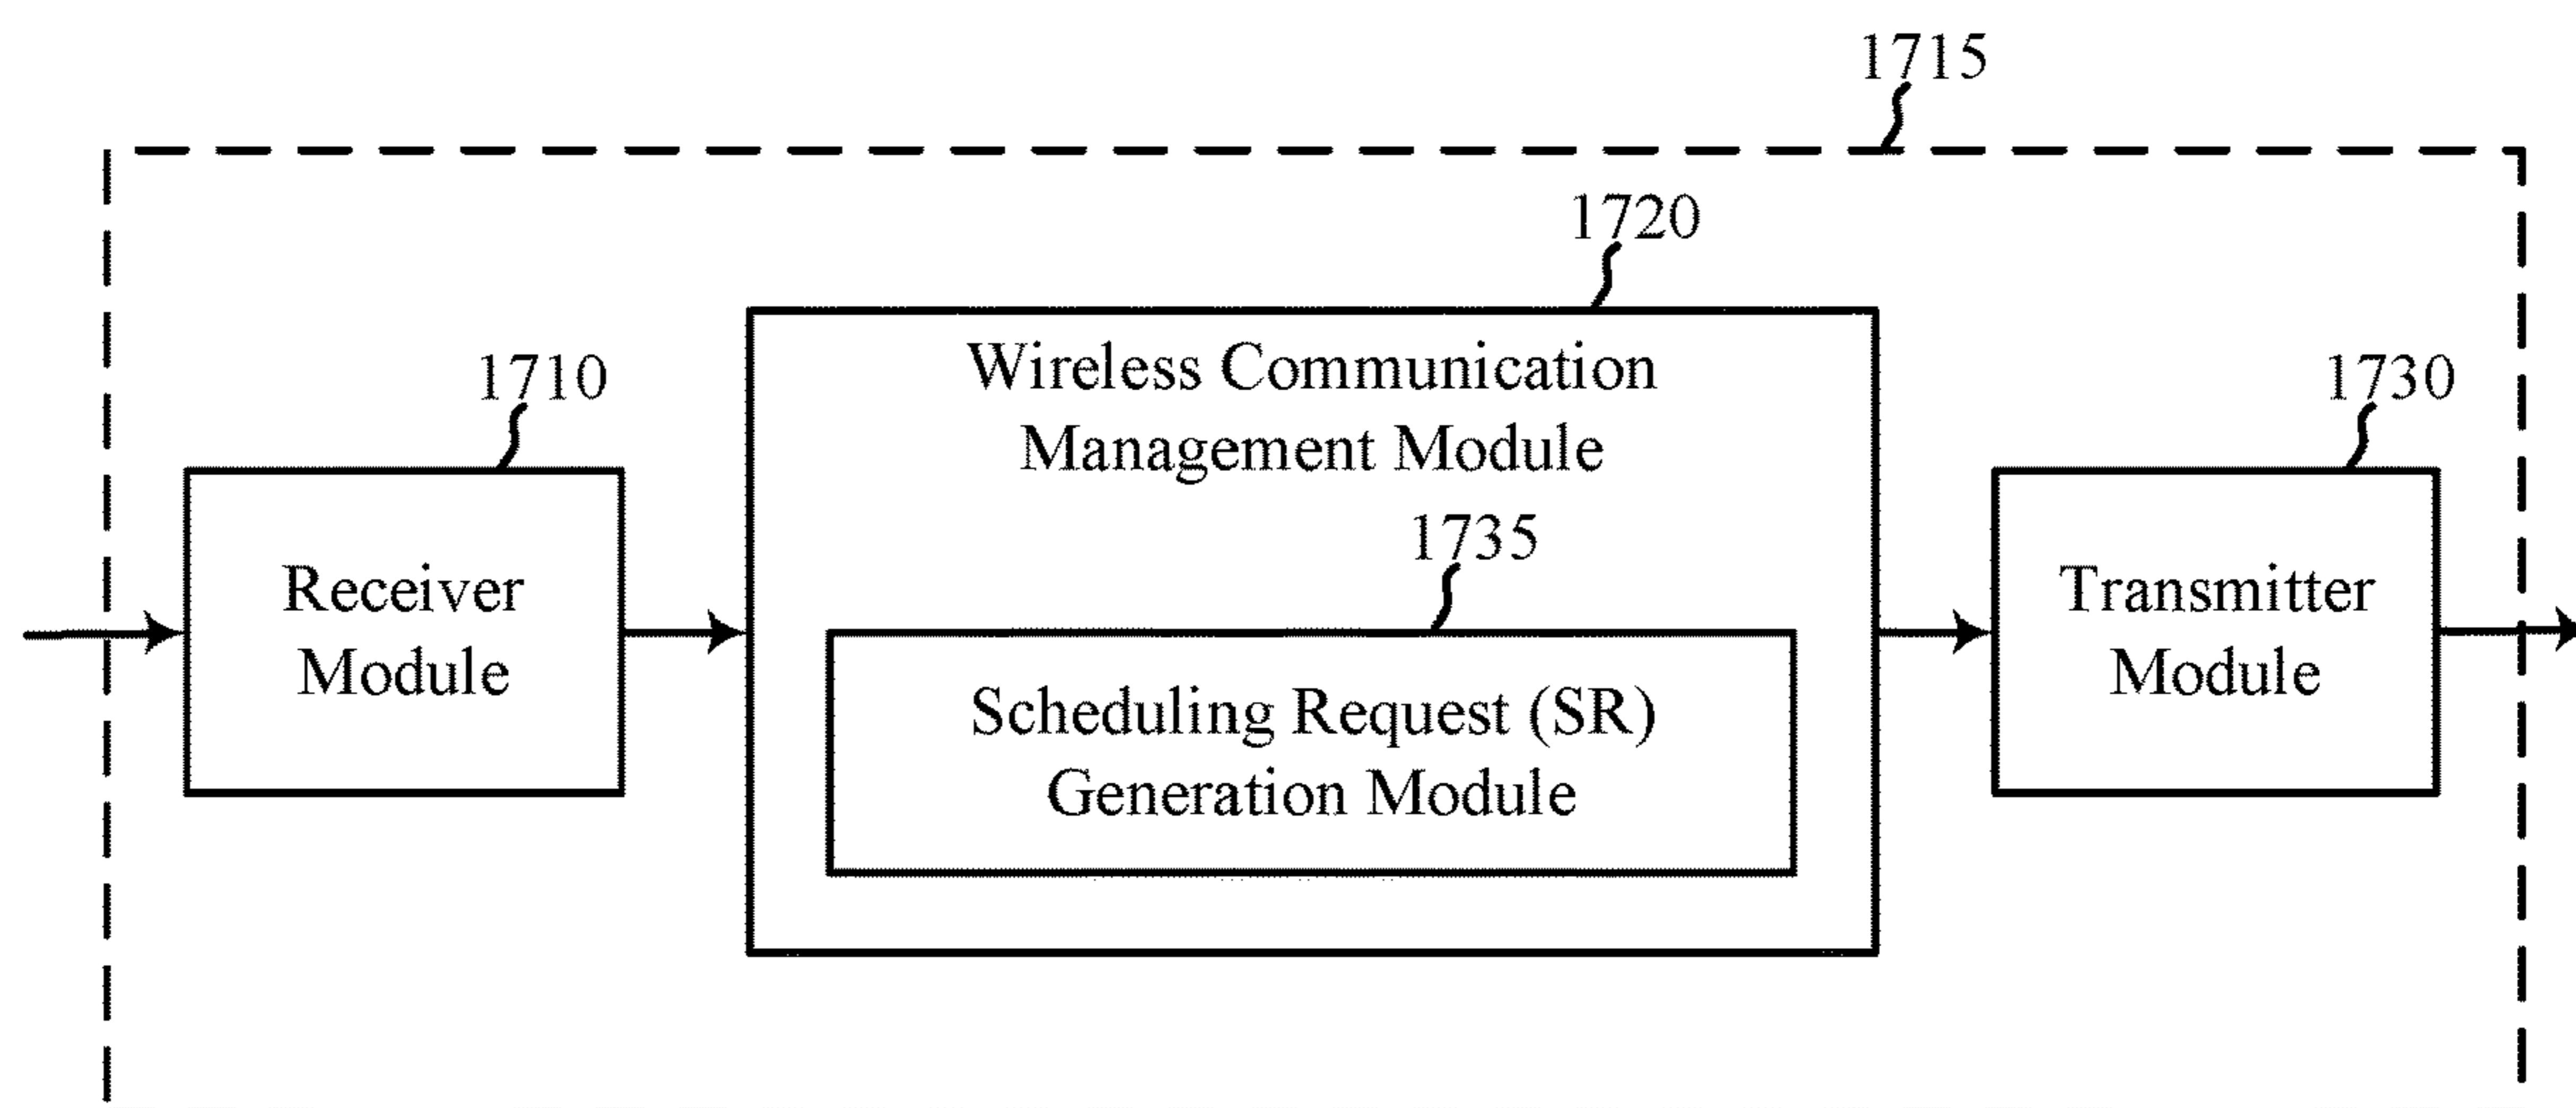 1715
1720
Wireless Communication
Management Module
1710
1730
1735
Receiver
Module
Scheduling Request (SR)
Generation Module
Transmitter
Module